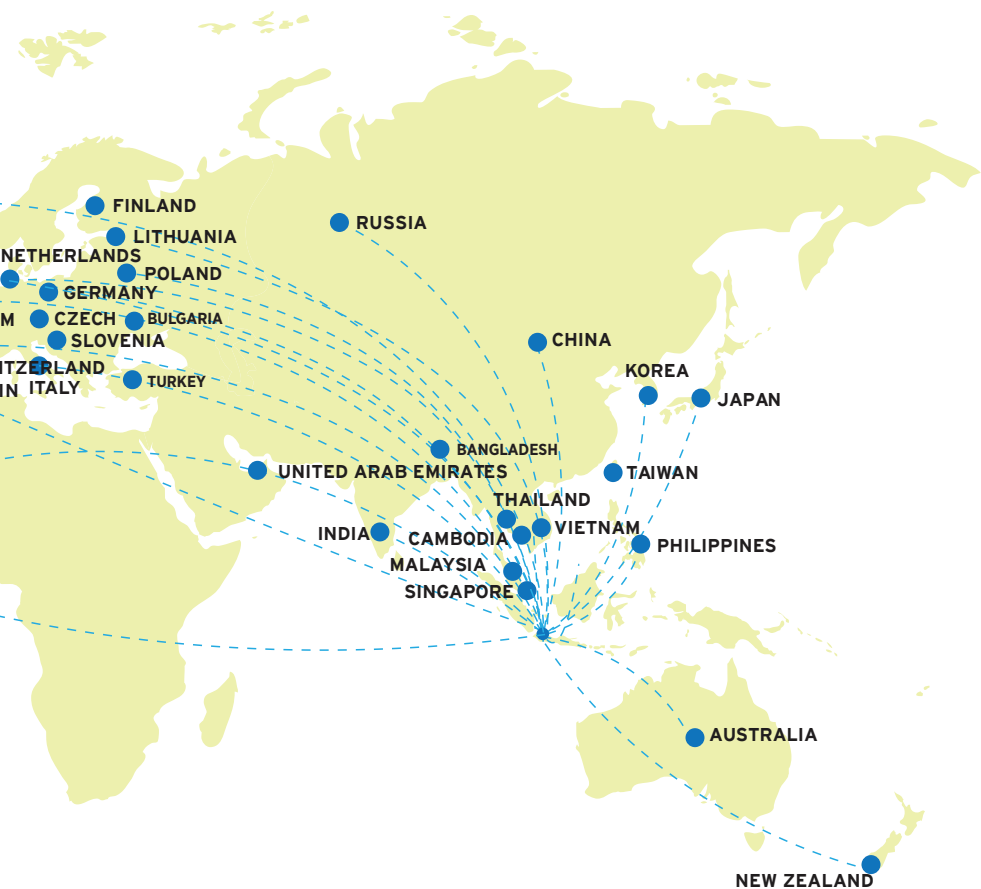 FINLAND
RUSSIA
LITHUANIA
NETHERLANDS
POLAND
GERMANY
M
CZECH
BULGARIA
SLOVENIA
CHINA
ITZERLAND
KOREA
TURKEY
IN
ITALY
JAPAN
BANGLADESH
UNITED ARAB EMIRATES
TAIWAN
THAILAND
VIETNAM
INDIA
CAMBODIA
PHILIPPINES
MALAYSIA
SINGAPORE
AUSTRALIA
NEW ZEALAND